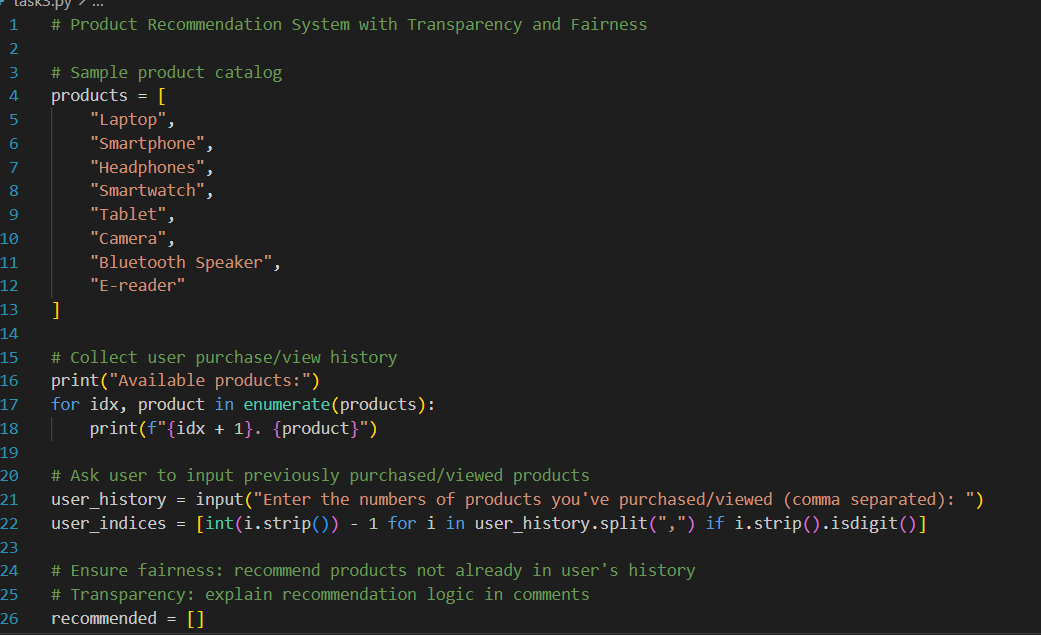 task3.py > ...
1 # Product Recommendation System with Transparency and Fairness
2
3 # Sample product catalog
4 products = [
5     "Laptop",
6     "Smartphone",
7     "Headphones",
8     "Smartwatch",
9     "Tablet",
10     "Camera",
11     "Bluetooth Speaker",
12     "E-reader"
13 ]
14
15 # Collect user purchase/view history
16 print("Available products:")
17 for idx, product in enumerate(products):
18     print(f"{idx + 1}. {product}")
19
20 # Ask user to input previously purchased/viewed products
21 user_history = input("Enter the numbers of products you've purchased/viewed (comma separated): ")
22 user_indices = [int(i.strip()) - 1 for i in user_history.split(",") if i.strip().isdigit()]
23
24 # Ensure fairness: recommend products not already in user's history
25 # Transparency: explain recommendation logic in comments
26 recommended = []